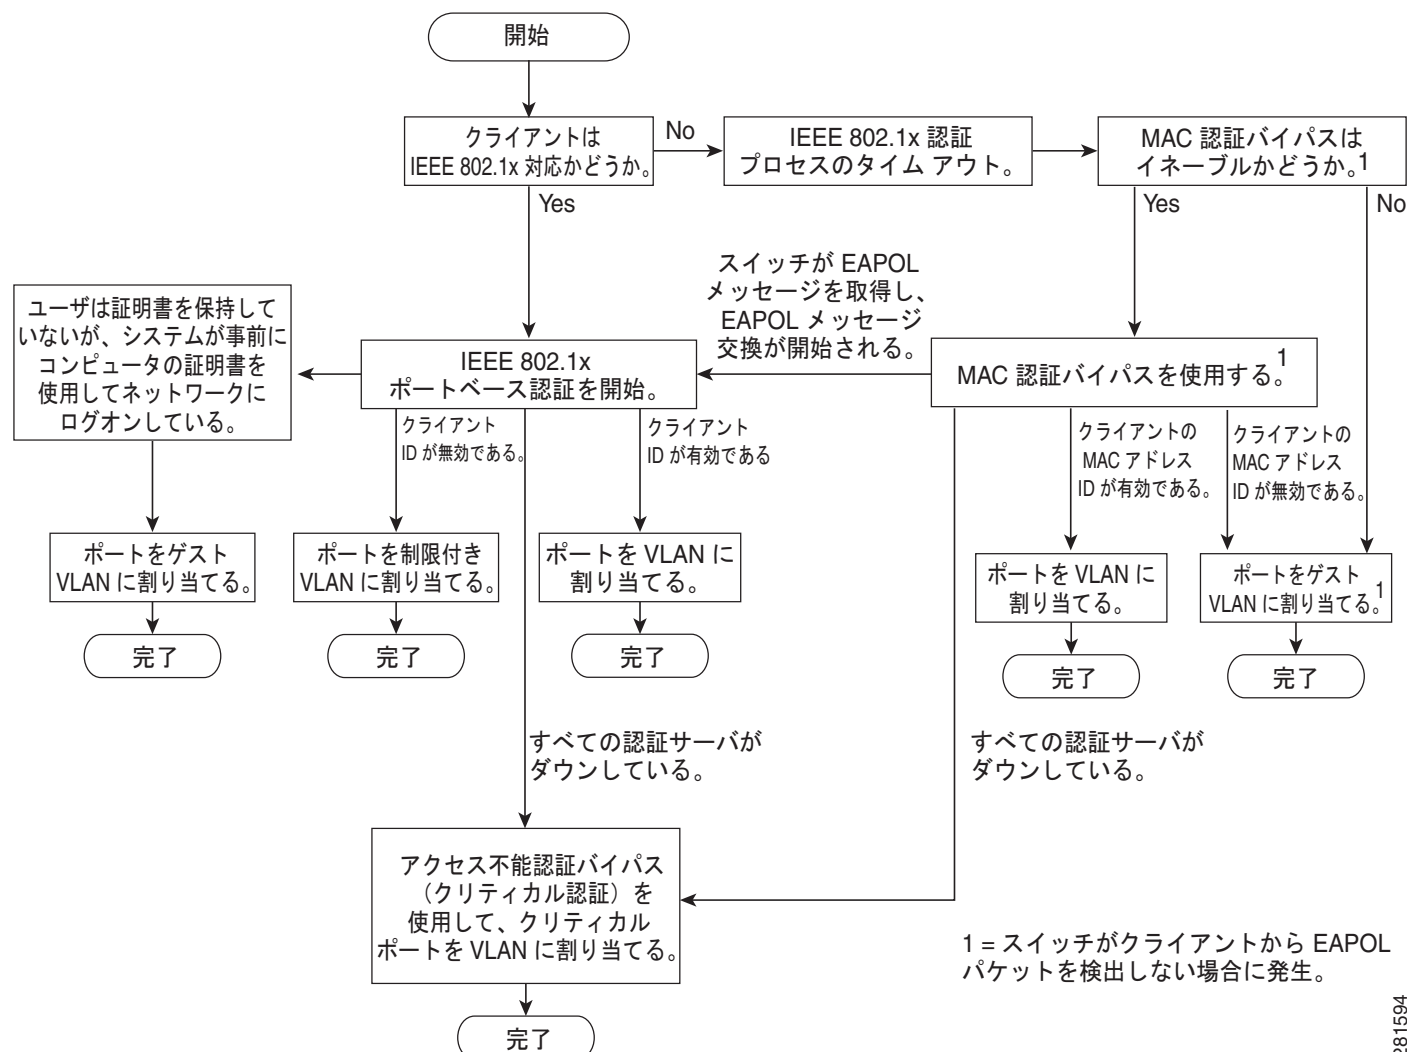 開始
クライアントは
IEEE 802.1x 対応かどうか。
No
IEEE 802.1x 認証
プロセスのタイム アウト。
MAC 認証バイパスは
イネーブルかどうか。1
Yes
Yes
No
スイッチが EAPOL
メッセージを取得し、
EAPOL メッセージ
交換が開始される。
ユーザは証明書を保持して
いないが、システムが事前に
コンピュータの証明書を
使用してネットワークに
ログオンしている。
IEEE 802.1x
ポートベース認証を開始。
MAC 認証バイパスを使用する。1
クライアント
ID が無効である。
クライアント
ID が有効である
クライアントの
MAC アドレス
ID が有効である。
クライアントの
MAC アドレス
ID が無効である。
ポートをゲスト
VLAN に割り当てる。
ポートを制限付き
VLAN に割り当てる。
ポートを VLAN に
割り当てる。
ポートを VLAN に
割り当てる。
ポートをゲスト
VLAN に割り当てる。1
完了
完了
完了
完了
完了
すべての認証サーバが
ダウンしている。
すべての認証サーバが
ダウンしている。
アクセス不能認証バイパス
（クリティカル認証）を
使用して、クリティカル
ポートを VLAN に割り当てる。
1 = スイッチがクライアントから EAPOL
パケットを検出しない場合に発生。
完了
281594